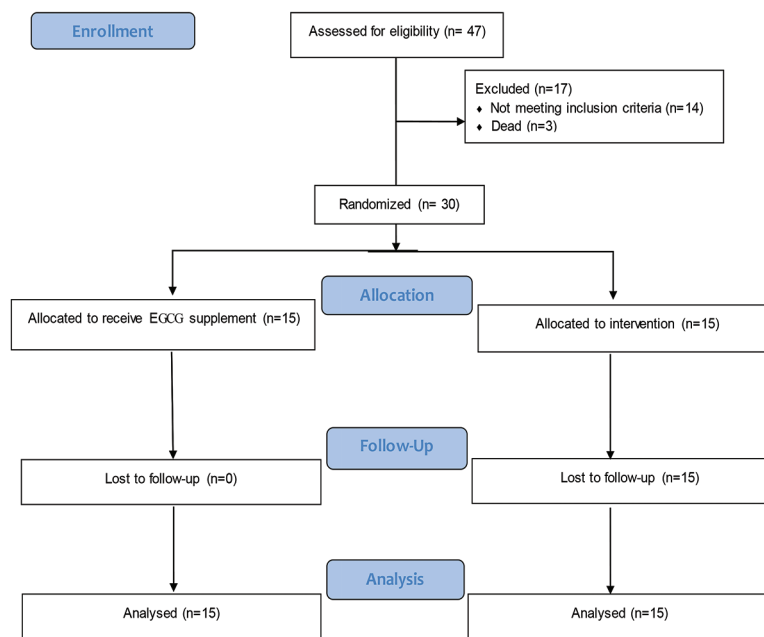 Enrollment
Assessed for eligibility (n= 47)
Excluded (n=17)
♦ Not meeting inclusion criteria (n=14)
♦ Dead (n=3)
Randomized (n= 30)
Allocation
Allocated to receive EGCG supplement (n=15)
Allocated to intervention (n=15)
Follow-Up
Lost to follow-up (n=0)
Lost to follow-up (n=15)
Analysis
Analysed (n=15)
Analysed (n=15)